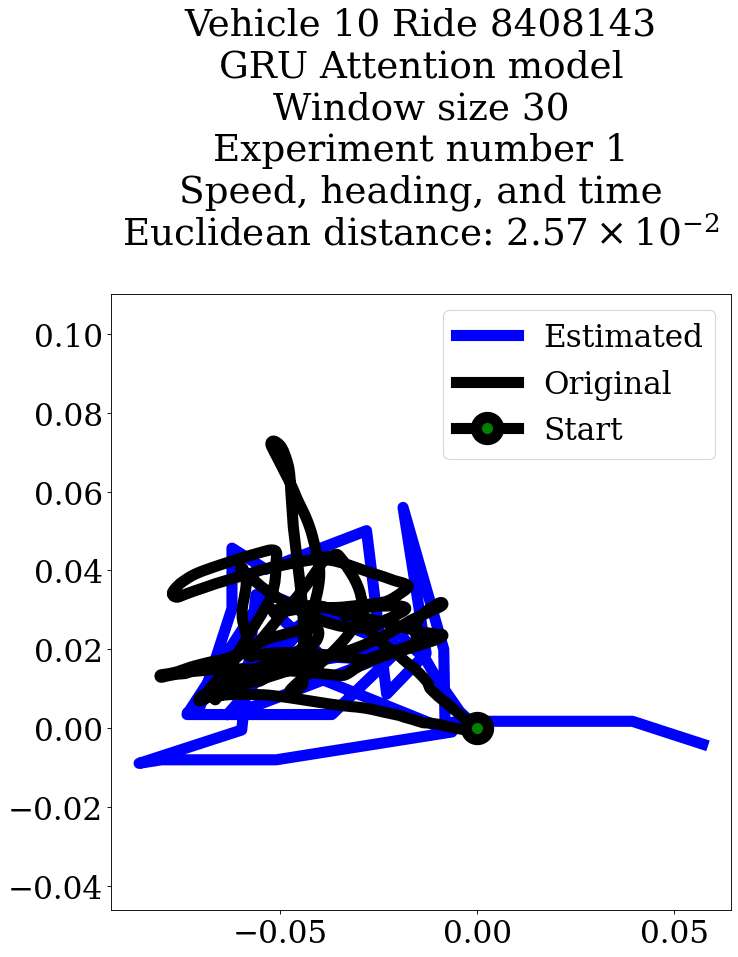 Vehicle 10 Ride 8408143
GRU Attention model
Window size 30
Experiment number 1
Speed, heading, and time
Euclidean distance: 2.57 × 10⁻²
Estimated
Original
Start
0.10
0.08
0.06
0.04
0.02
0.00
−0.02
−0.04
−0.05
0.00
0.05